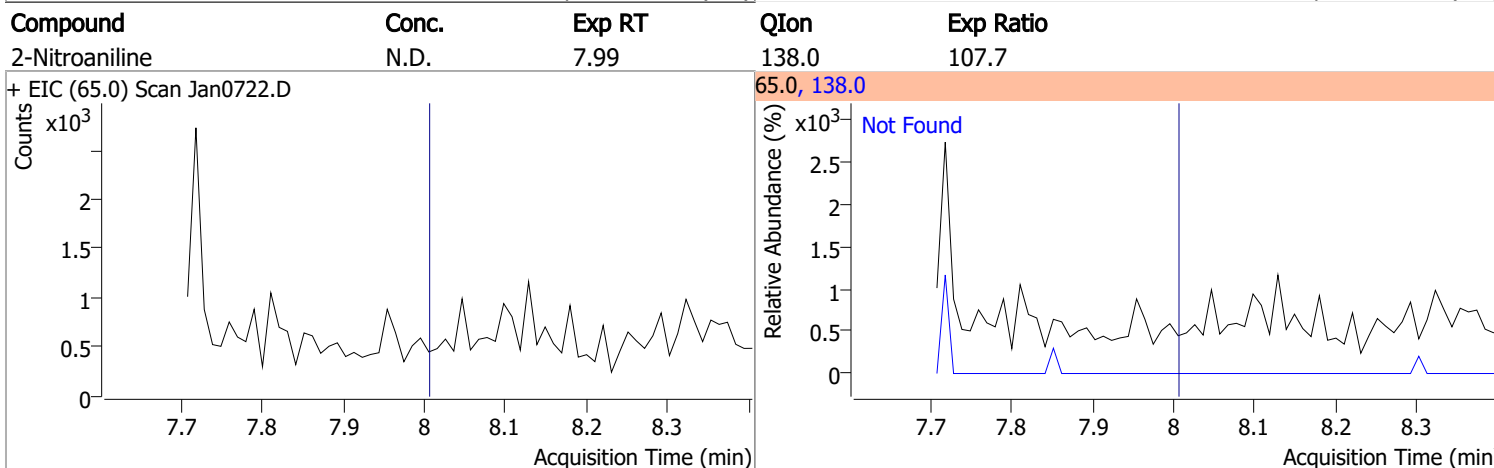 Compound Conc. Exp RT QIon Exp Ratio
2-Nitroaniline N.D. 7.99 138.0 107.7
+ EIC (65.0) Scan Jan0722.D
Counts
x10³
2
1.5
1
0.5
0
7.7 7.8 7.9 8 8.1 8.2 8.3
Acquisition Time (min)
65.0, 138.0
Relative Abundance (%)
x10³
Not Found
2.5
2
1.5
1
0.5
0
7.7 7.8 7.9 8 8.1 8.2 8.3
Acquisition Time (min)